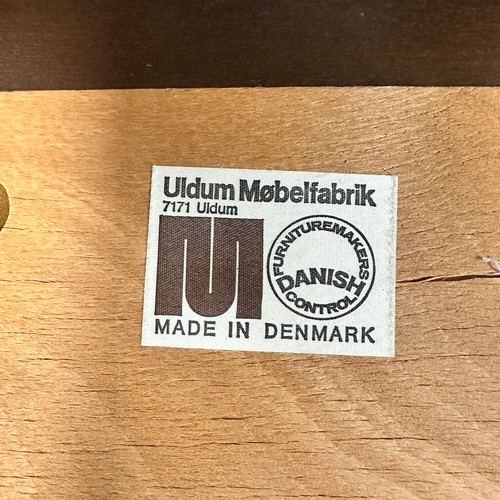 Uldum Møbelfabrik
7171 Uldum
FURNITUREMAKERS
DANISH
CONTROL
MADE IN DENMARK